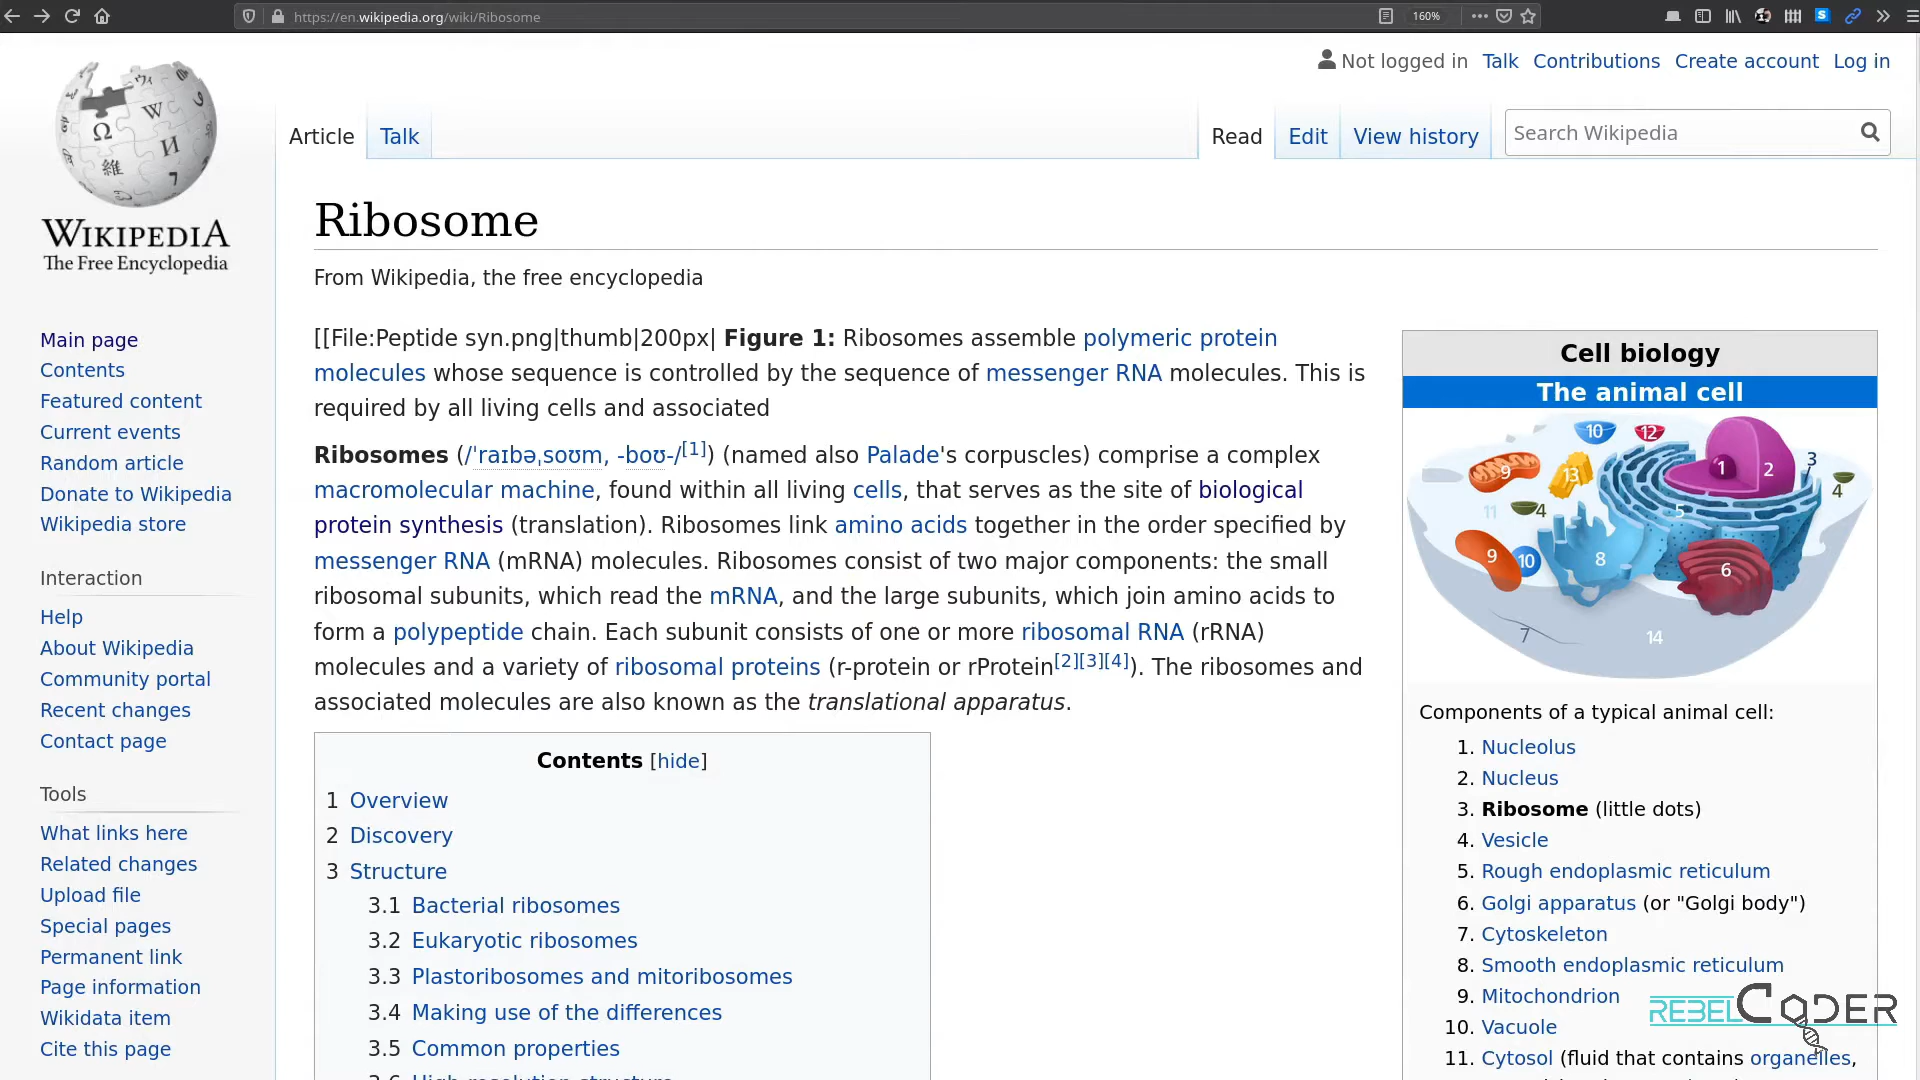 https://en.wikipedia.org/wiki/Ribosome
160%
Not logged in Talk Contributions Create account Log in
Article Talk Read Edit View history Search Wikipedia
WIKIPEDIA
The Free Encyclopedia
Main page
Contents
Featured content
Current events
Random article
Donate to Wikipedia
Wikipedia store
Interaction
Help
About Wikipedia
Community portal
Recent changes
Contact page
Tools
What links here
Related changes
Upload file
Special pages
Permanent link
Page information
Wikidata item
Cite this page
Ribosome
From Wikipedia, the free encyclopedia
[[File:Peptide syn.png|thumb|200px| Figure 1: Ribosomes assemble polymeric protein
molecules whose sequence is controlled by the sequence of messenger RNA molecules. This is
required by all living cells and associated
Ribosomes (/ˈraɪbəˌsoʊm, -boʊ-/[1]) (named also Palade's corpuscles) comprise a complex
macromolecular machine, found within all living cells, that serves as the site of biological
protein synthesis (translation). Ribosomes link amino acids together in the order specified by
messenger RNA (mRNA) molecules. Ribosomes consist of two major components: the small
ribosomal subunits, which read the mRNA, and the large subunits, which join amino acids to
form a polypeptide chain. Each subunit consists of one or more ribosomal RNA (rRNA)
molecules and a variety of ribosomal proteins (r-protein or rProtein[2][3][4]). The ribosomes and
associated molecules are also known as the translational apparatus.
Contents [hide]
1 Overview
2 Discovery
3 Structure
3.1 Bacterial ribosomes
3.2 Eukaryotic ribosomes
3.3 Plastoribosomes and mitoribosomes
3.4 Making use of the differences
3.5 Common properties
Cell biology
The animal cell
10 12
9 13 1 2 3
11 4 5 4
9 10 8 6
7 14
Components of a typical animal cell:
1. Nucleolus
2. Nucleus
3. Ribosome (little dots)
4. Vesicle
5. Rough endoplasmic reticulum
6. Golgi apparatus (or "Golgi body")
7. Cytoskeleton
8. Smooth endoplasmic reticulum
9. Mitochondrion
10. Vacuole
11. Cytosol (fluid that contains organelles,
REBELCODER